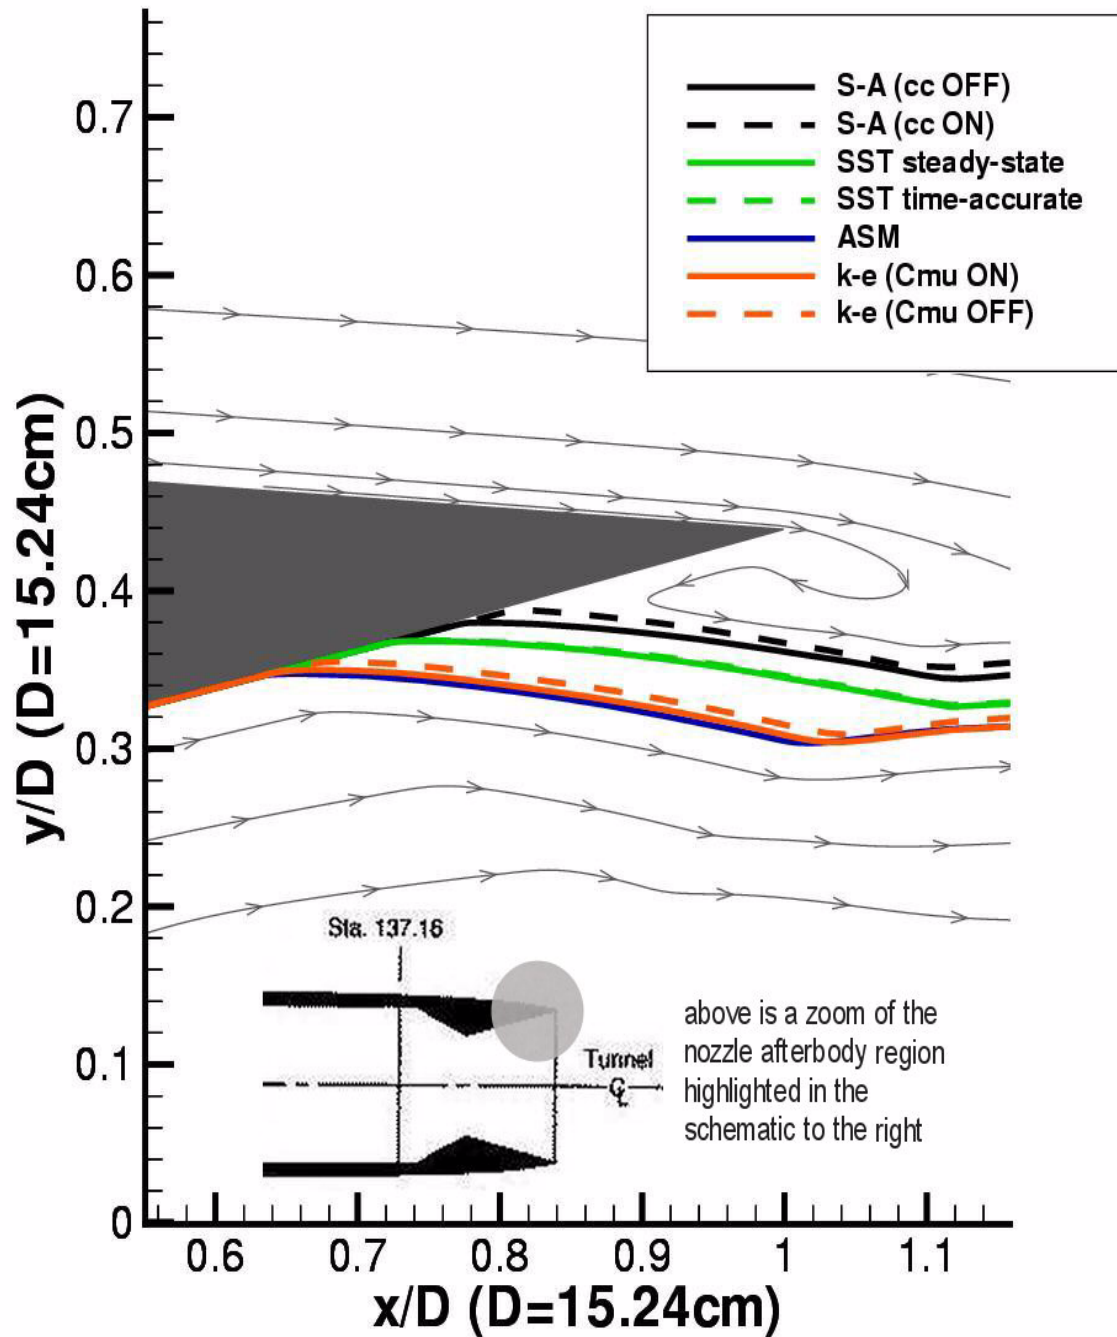 S-A (cc OFF)
S-A (cc ON)
SST steady-state
SST time-accurate
ASM
k-e (Cmu ON)
k-e (Cmu OFF)
0.7
0.6
0.5
0.4
0.3
0.2
0.1
0
y/D (D=15.24cm)
Sta. 137.16
Tunnel
℄
above is a zoom of the
nozzle afterbody region
highlighted in the
schematic to the right
0.6 0.7 0.8 0.9 1 1.1
x/D (D=15.24cm)